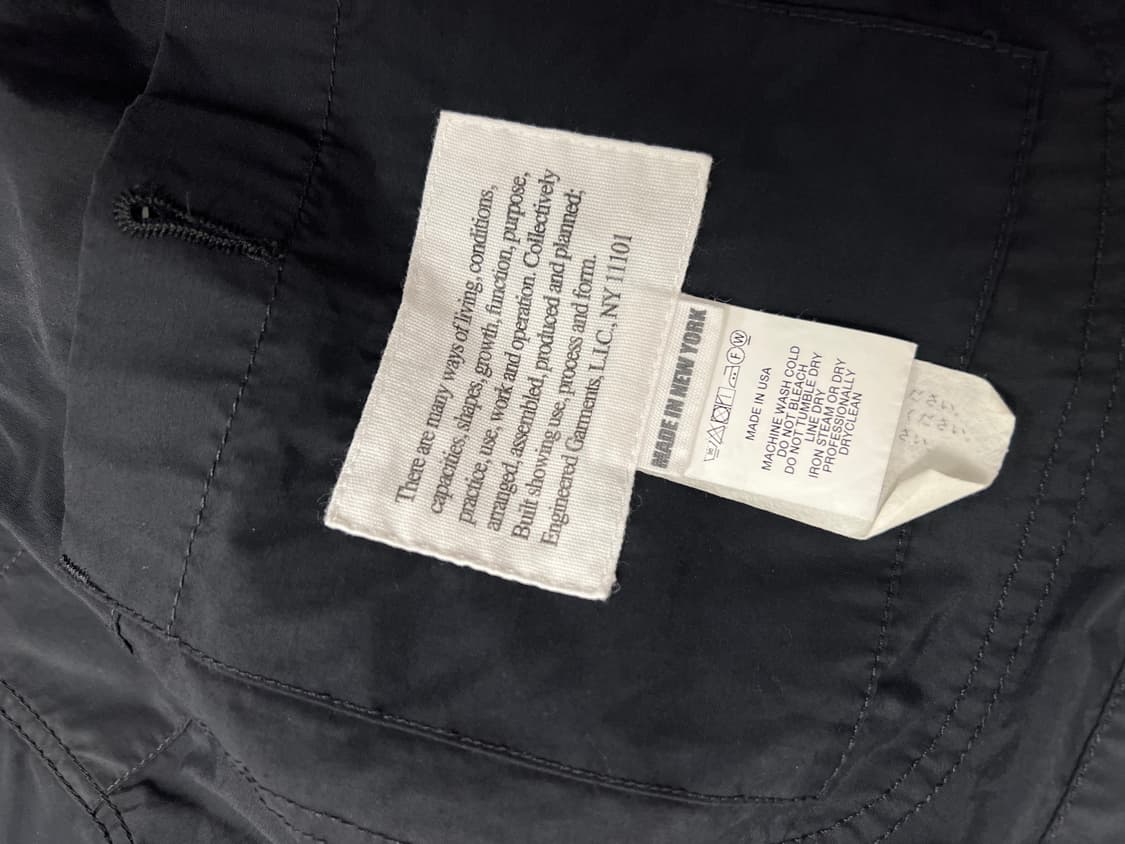 There are many ways of living, conditions,
capacities, shapes, growth, function, purpose,
practice, use, work and operation. Collectively
arranged, assembled, produced and planned;
Built showing use, process and form.
Engineered Garments, L.I.C., NY 11101
MADE IN NEW YORK
F W
MADE IN USA
MACHINE WASH COLD
DO NOT BLEACH
DO NOT TUMBLE DRY
LINE DRY
IRON STEAM OR DRY
PROFESSIONALLY
DRYCLEAN